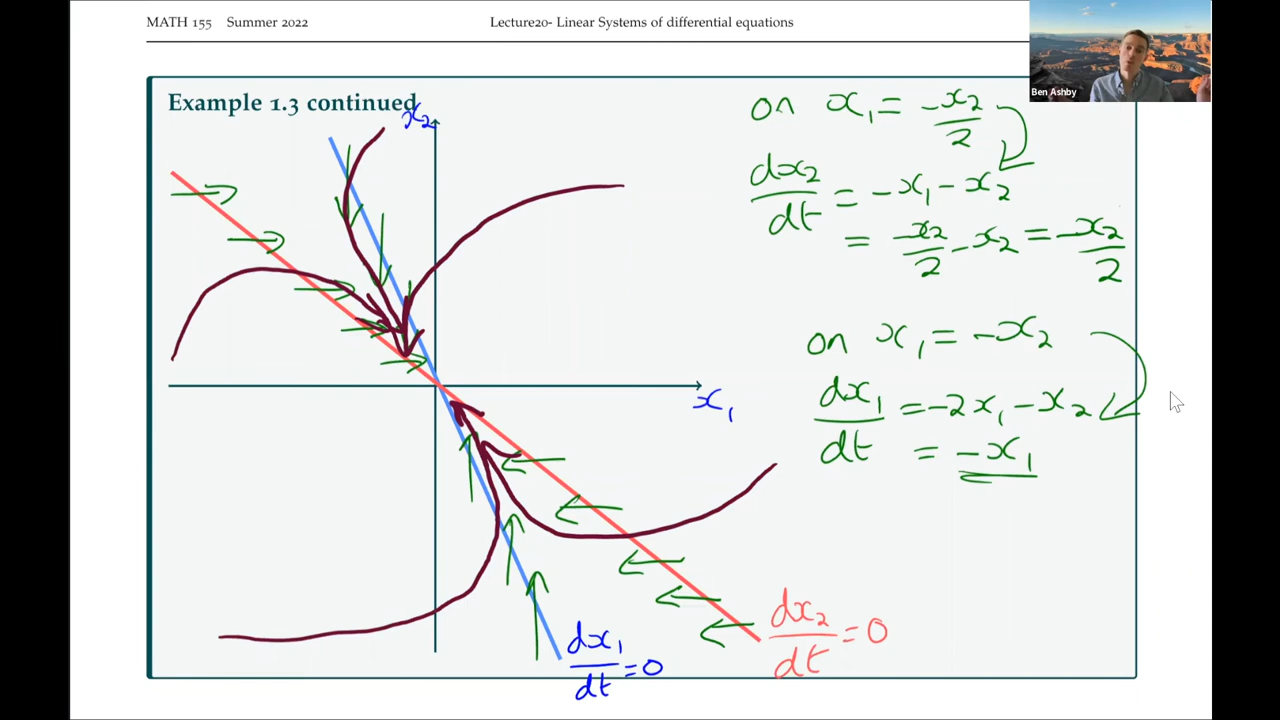 MATH 155 Summer 2022
Lecture20- Linear Systems of differential equations
Ben Ashby
Example 1.3 continued
x₂
x₁
on x₁ = -x₂/2
dx₂/dt = -x₁ - x₂
= x₂/2 - x₂ = -x₂/2
on x₁ = -x₂
dx₁/dt = -2x₁ - x₂
= -x₁
dx₂/dt = 0
dx₁/dt = 0